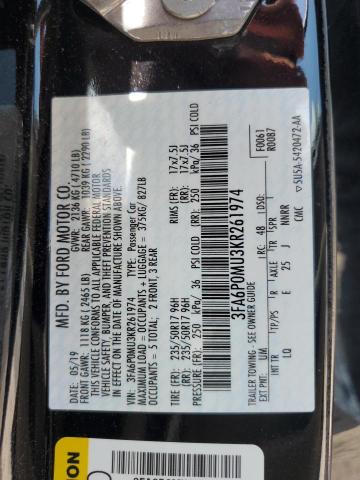 MFD. BY FORD MOTOR CO.
05/19 GVWR: 2136 KG (4710 LB)
FRONT GAWR: 1118 KG (2465 LB) REAR GAWR: 1039 KG (2290 LB)
THIS VEHICLE CONFORMS TO ALL APPLICABLE FEDERAL MOTOR
VEHICLE SAFETY, BUMPER, AND THEFT PREVENTION STANDARDS
IN EFFECT ON THE DATE OF MANUFACTURE SHOWN ABOVE.
VIN: 3FA6P0MU3KR261974 TYPE: Passenger Car
MAXIMUM LOAD = OCCUPANTS + LUGGAGE = 375KG/ 827LB
OCCUPANTS = 5 TOTAL: 2 FRONT, 3 REAR
TIRE (FR): 235/50R17 96H RIMS (FR): 17x7.5J
(RR): 235/50R17 96H (RR): 17x7.5J
PRESSURE (FR): 250 kPa/ 36 PSI COLD (RR): 250 kPa/ 36 PSI COLD
3FA6P0MU3KR261974
F0061
R0087
TRAILER TOWING - SEE OWNER GUIDE
EXT PNT: UM RC: 48 DSO:
INT TR TP/PS R AXLE TR SPR
LQ E 25 J NNRR
GMC 5U5A-5420472-AA
ION